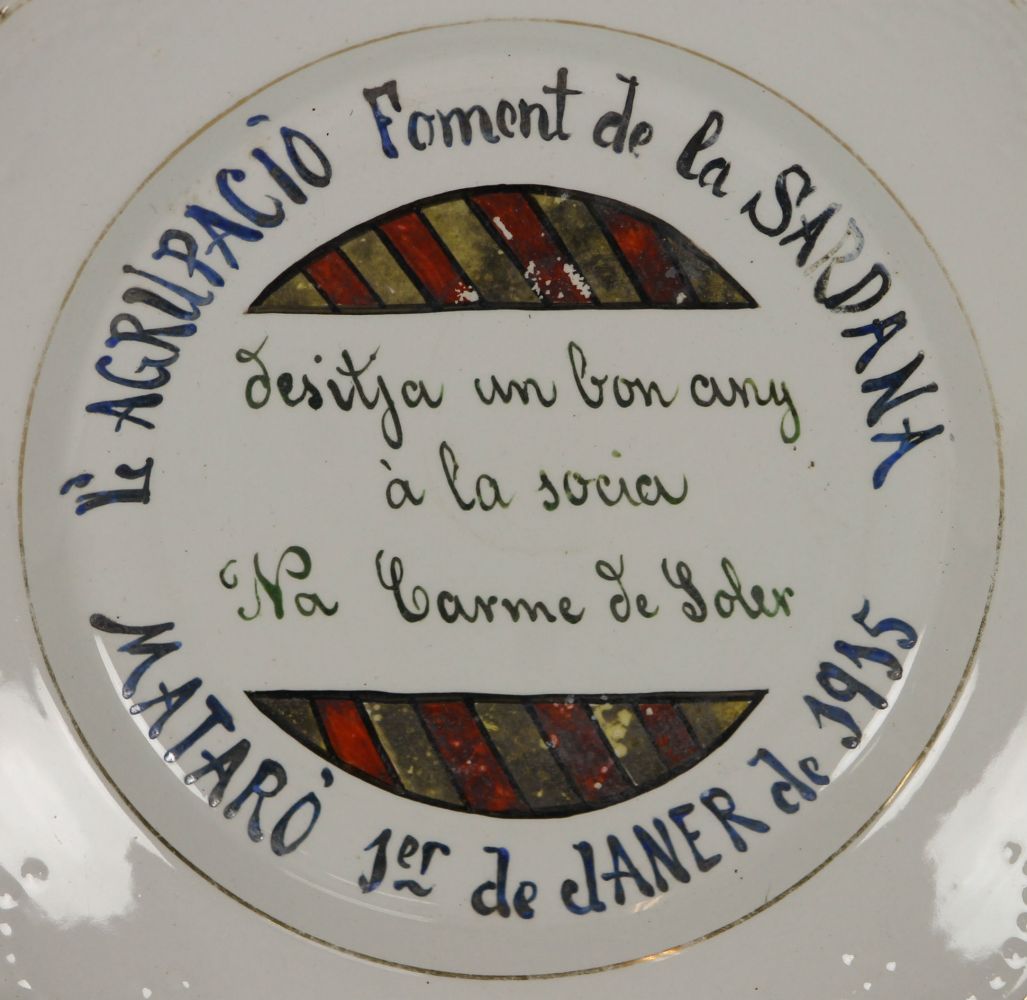 L'e AGRUPACIÓ Foment de la SARDANA
desitja un bon any
à la socia
Na Carme de Soler
MATARÓ 1er de JANER de 1915